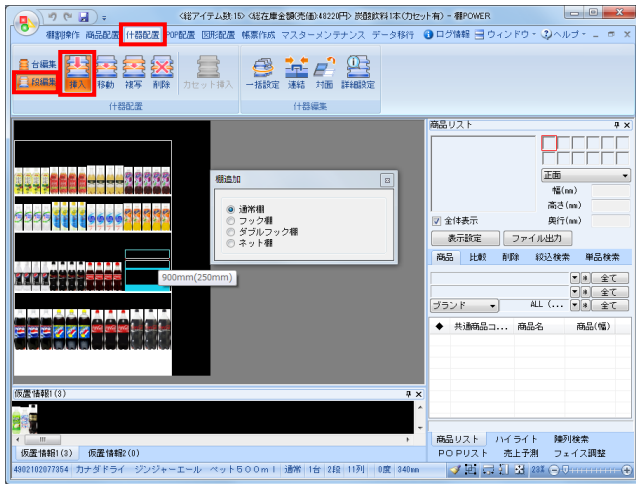 <総アイテム数:15> <総在庫金額(売価):48220円> 炭酸飲料1本(カセット有) - 棚POWER
棚割操作 商品配置 什器配置 POP配置 図形配置 帳票作成 マスターメンテナンス データ移行 ログ情報 ウィンドウ ヘルプ
台編集
段編集
挿入 移動 複写 削除 カセット挿入 一括設定 連結 対面 詳細設定
什器配置 什器編集
商品リスト
正面
幅(mm)
高さ(mm)
全体表示 奥行(mm)
表示設定 ファイル出力
商品 比較 削除 絞込検索 単品検索
全て
全て
ブランド ALL (... 全て
◆ 共通商品コ... 商品名 商品(幅)
棚追加
通常棚
フック棚
ダブルフック棚
ネット棚
900mm(250mm)
仮置情報1(3)
仮置情報1(3) 仮置情報2(0)
商品リスト ハイライト 陳列検索
POPリスト 売上予測 フェイス調整
4902102077354 カナダドライ ジンジャーエール ペット500ml 通常 1台 2段 11列 0度 340mm 23%